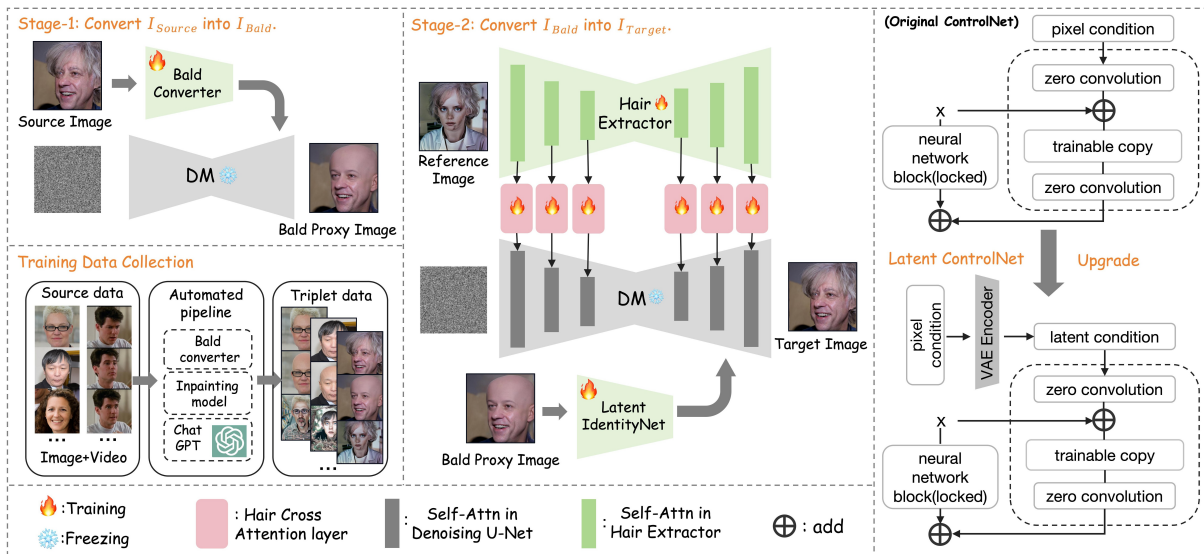 Stage-1: Convert I_Source into I_Bald.
Source Image
Bald
Converter
DM
Bald Proxy Image
Training Data Collection
Source data
Image+Video
Automated
pipeline
Bald
converter
Inpainting
model
Chat
GPT
Triplet data
...
...
...
Stage-2: Convert I_Bald into I_Target.
Reference
Image
Hair
Extractor
DM
Target Image
Bald Proxy Image
Latent
IdentityNet
:Training
:Freezing
: Hair Cross
Attention layer
: Self-Attn in
Denoising U-Net
: Self-Attn in
Hair Extractor
: add
(Original ControlNet)
pixel condition
zero convolution
x
neural
network
block(locked)
trainable copy
zero convolution
Latent ControlNet
Upgrade
pixel
condition
VAE Encoder
latent condition
zero convolution
x
neural
network
block(locked)
trainable copy
zero convolution